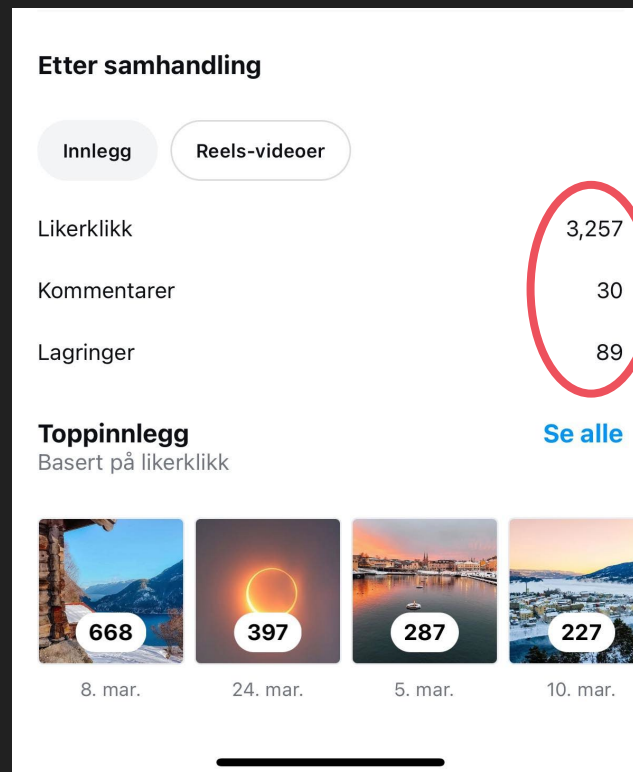 Etter samhandling
Innlegg Reels-videoer
Likerklikk 3,257
Kommentarer 30
Lagringer 89
Toppinnlegg Se alle
Basert på likerklikk
668 397 287 227
8. mar. 24. mar. 5. mar. 10. mar.